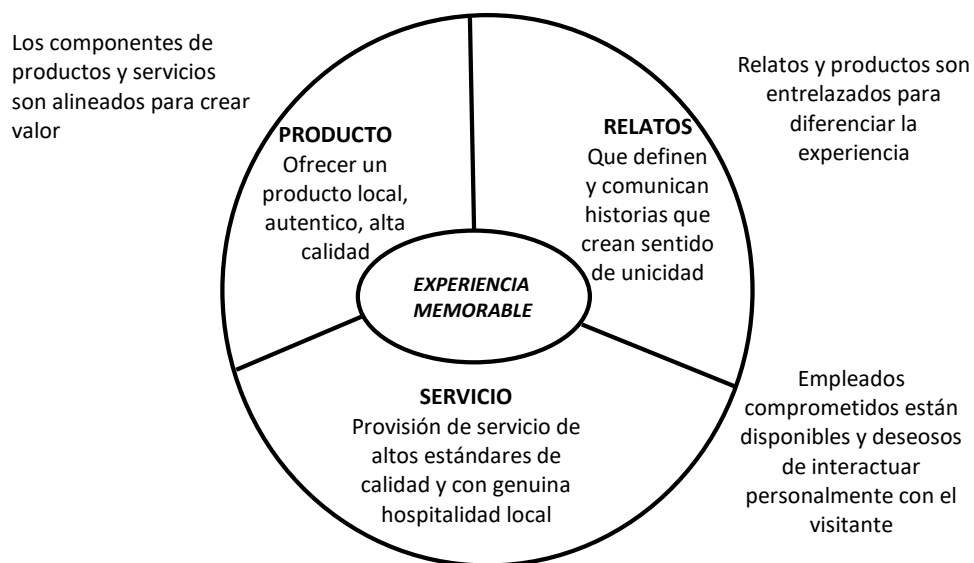 Los componentes de
productos y servicios
son alineados para crear
valor
PRODUCTO
Ofrecer un
producto local,
autentico, alta
calidad
RELATOS
Que definen
y comunican
historias que
crean sentido
de unicidad
Relatos y productos son
entrelazados para
diferenciar la
experiencia
EXPERIENCIA
MEMORABLE
SERVICIO
Provisión de servicio de
altos estándares de
calidad y con genuina
hospitalidad local
Empleados
comprometidos están
disponibles y deseosos
de interactuar
personalmente con el
visitante